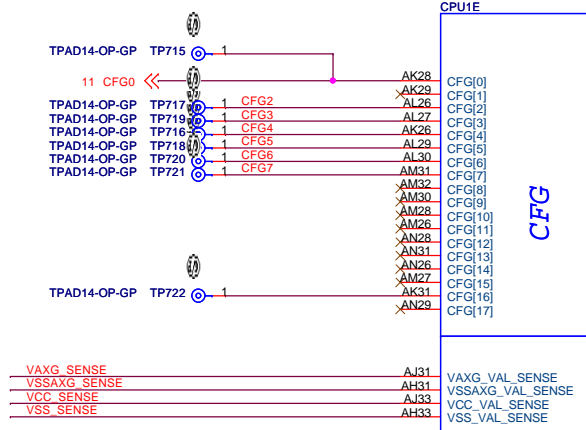 CPU1E
TPAD14-OP-GP TP715 1
11 CFG0 AK28 CFG[0]
AK29 CFG[1]
TPAD14-OP-GP TP717 1 CFG2 AL26 CFG[2]
TPAD14-OP-GP TP719 1 CFG3 AL27 CFG[3]
TPAD14-OP-GP TP716 1 CFG4 AK26 CFG[4]
TPAD14-OP-GP TP718 1 CFG5 AL29 CFG[5]
TPAD14-OP-GP TP720 1 CFG6 AL30 CFG[6]
TPAD14-OP-GP TP721 1 CFG7 AM31 CFG[7]
AM32 CFG[8]
AM30 CFG[9]
AM28 CFG[10]
AM26 CFG[11]
AN28 CFG[12]
AN31 CFG[13]
AN26 CFG[14]
AM27 CFG[15]
TPAD14-OP-GP TP722 1 AK31 CFG[16]
AN29 CFG[17]
CFG
VAXG_SENSE AJ31 VAXG_VAL_SENSE
VSSAXG_SENSE AH31 VSSAXG_VAL_SENSE
VCC_SENSE AJ33 VCC_VAL_SENSE
VSS_SENSE AH33 VSS_VAL_SENSE